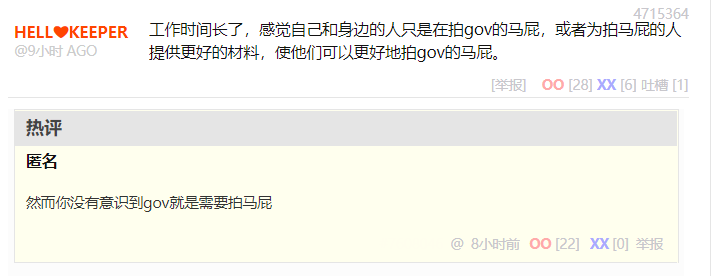 4715364
HELL❤KEEPER
@9小时 AGO
工作时间长了，感觉自己和身边的人只是在拍gov的马屁，或者为拍马屁的人
提供更好的材料，使他们可以更好地拍gov的马屁。
[举报] OO [28] XX [6] 吐槽 [1]
热评
匿名
然而你没有意识到gov就是需要拍马屁
@ 8小时前 OO [22] XX [0] 举报